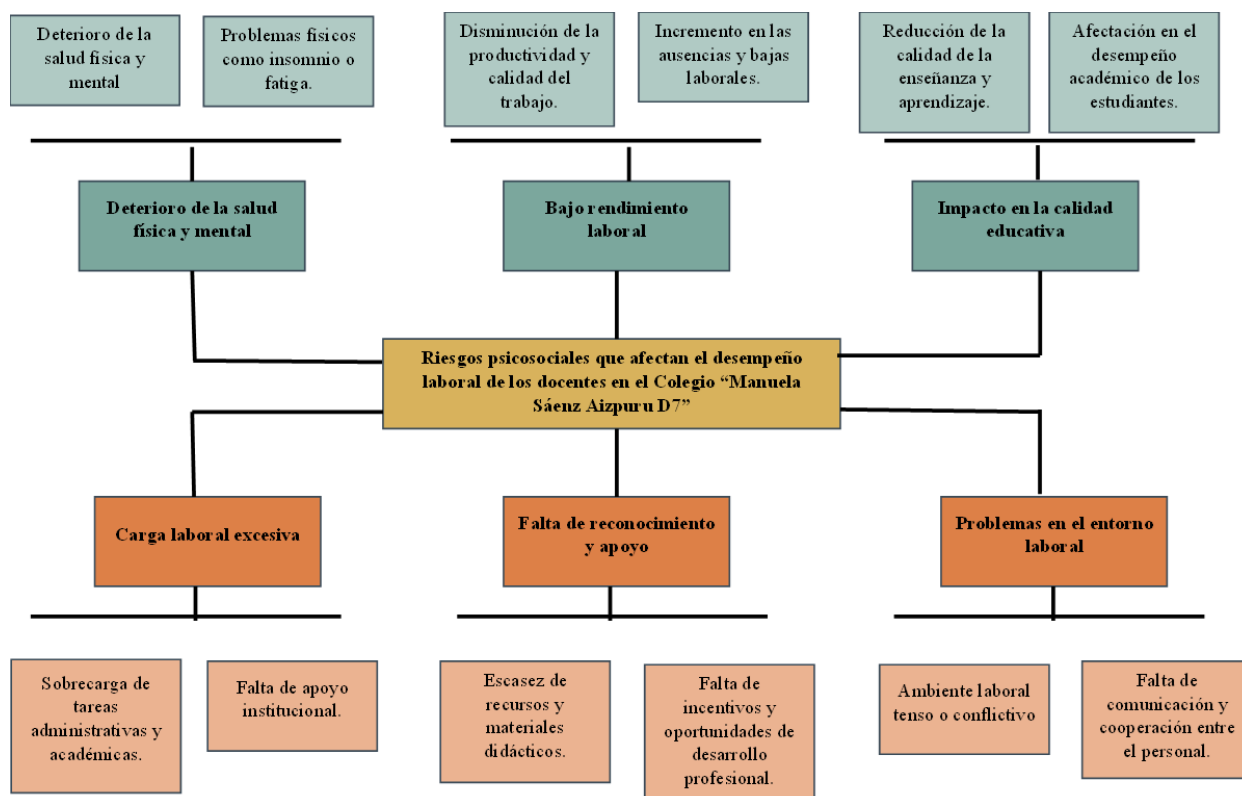 Deterioro de la
salud física y
mental
Problemas físicos
como insomnio o
fatiga.
Disminución de la
productividad y
calidad del
trabajo.
Incremento en las
ausencias y bajas
laborales.
Reducción de la
calidad de la
enseñanza y
aprendizaje.
Afectación en el
desempeño
académico de los
estudiantes.
Deterioro de la salud
física y mental
Bajo rendimiento
laboral
Impacto en la calidad
educativa
Riesgos psicosociales que afectan el desempeño
laboral de los docentes en el Colegio “Manuela
Sáenz Aizpuru D7”
Carga laboral excesiva
Falta de reconocimiento
y apoyo
Problemas en el entorno
laboral
Sobrecarga de
tareas
administrativas y
académicas.
Falta de apoyo
institucional.
Escasez de
recursos y
materiales
didácticos.
Falta de
incentivos y
oportunidades de
desarrollo
profesional.
Ambiente laboral
tenso o conflictivo
Falta de
comunicación y
cooperación entre
el personal.